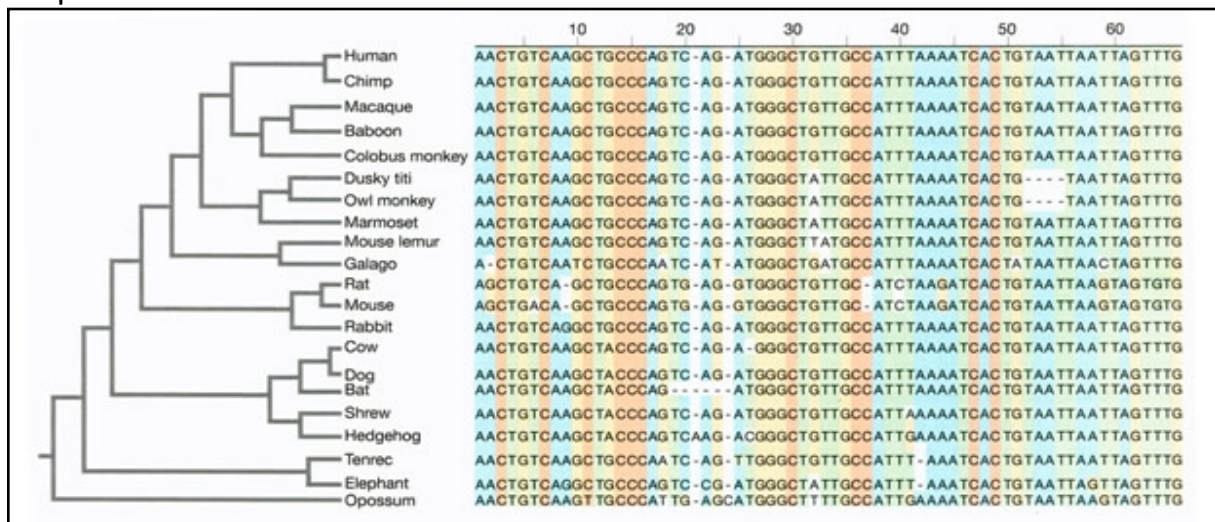 10 20 30 40 50 60
Human AACTGTCAAGCTGCCCAGTC-AG-ATGGGCTGTTGCCATTTAAAATCACTGTAATTAATTAGTTTG
Chimp AACTGTCAAGCTGCCCAGTC-AG-ATGGGCTGTTGCCATTTAAAATCACTGTAATTAATTAGTTTG
Macaque AACTGTCAAGCTGCCCAGTC-AG-ATGGGCTGTTGCCATTTAAAATCACTGTAATTAATTAGTTTG
Baboon AACTGTCAAGCTGCCCAGTC-AG-ATGGGCTGTTGCCATTTAAAATCACTGTAATTAATTAGTTTG
Colobus monkey AACTGTCAAGCTGCCCAGTC-AG-ATGGGCTGTTGCCATTTAAAATCACTGTAATTAATTAGTTTG
Dusky titi AACTGTCAAGCTGCCCAGTC-AG-ATGGGCTATTGCCATTTAAAATCACTG----TAATTAGTTTG
Owl monkey AACTGTCAAGCTGCCCAGTC-AG-ATGGGCTATTGCCATTTAAAATCACTG----TAATTAGTTTG
Marmoset AACTGTCAAGCTGCCCAGTC-AG-ATGGGCTATTGCCATTTAAAATCACTGTAATTAATTAGTTTG
Mouse lemur AACTGTCAAGCTGCCCAGTC-AG-ATGGGCTTATGCCATTTAAAATCACTGTAATTAATTAGTTTG
Galago A-CTGTCAATCTGCCCAATC-AT-ATGGGCTGATGCCATTTAAAATCACTATAATTAACTAGTTTG
Rat AGCTGTCA-GCTGCCCAGTG-AG-GTGGGCTGTTGC-ATCTAAGATCACTGTAATTAAGTAGTGTG
Mouse AGCTGACA-GCTGCCCAGTG-AG-GTGGGCTGTTGC-ATCTAAGATCACTGTAATTAAGTAGTGTG
Rabbit AACTGTCAGGCTGCCCAGTC-AG-ATGGGCTGTTGCCATTTAAAATCACTGTAATTAATTAGTTTG
Cow AACTGTCAAGCTACCCAGTC-AG-A-GGGCTGTTGCCATTTAAAATCACTGTAATTAATTAGTTTG
Dog AACTGTCAAGCTACCCAGTC-AG-ATGGGCTGTTGCCATTTAAAATCACTGTAATTAATTAGTTTG
Bat AACTGTCAAGCTACCCAG------ATGGGCTGTTGCCATTTAAAATCACTGTAATTAATTAGTTTG
Shrew AACTGTCAAGCTACCCAGTC-AG-ATGGGCTGTTGCCATTAAAAATCACTGTAATTAATTAGTTTG
Hedgehog AACTGTCAAGCTACCCAGTCAAG-ACGGGCTGTTGCCATTGAAAATCACTGTAATTAATTAGTTTG
Tenrec AACTGTCAAGCTGCCCAATC-AG-TTGGGCTGTTGCCATTT-AAATCACTGTAATTAATTAGTTTG
Elephant AACTGTCAGGCTGCCCAGTC-CG-ATGGGCTATTGCCATTT-AAATCACTGTAATTAGTTAGTTTG
Opossum AACTGTCAAGTTGCCCATTG-AGCATGGGCTTTTGCCATTGAAAATCACTGTAATTAAGTAGTTTG